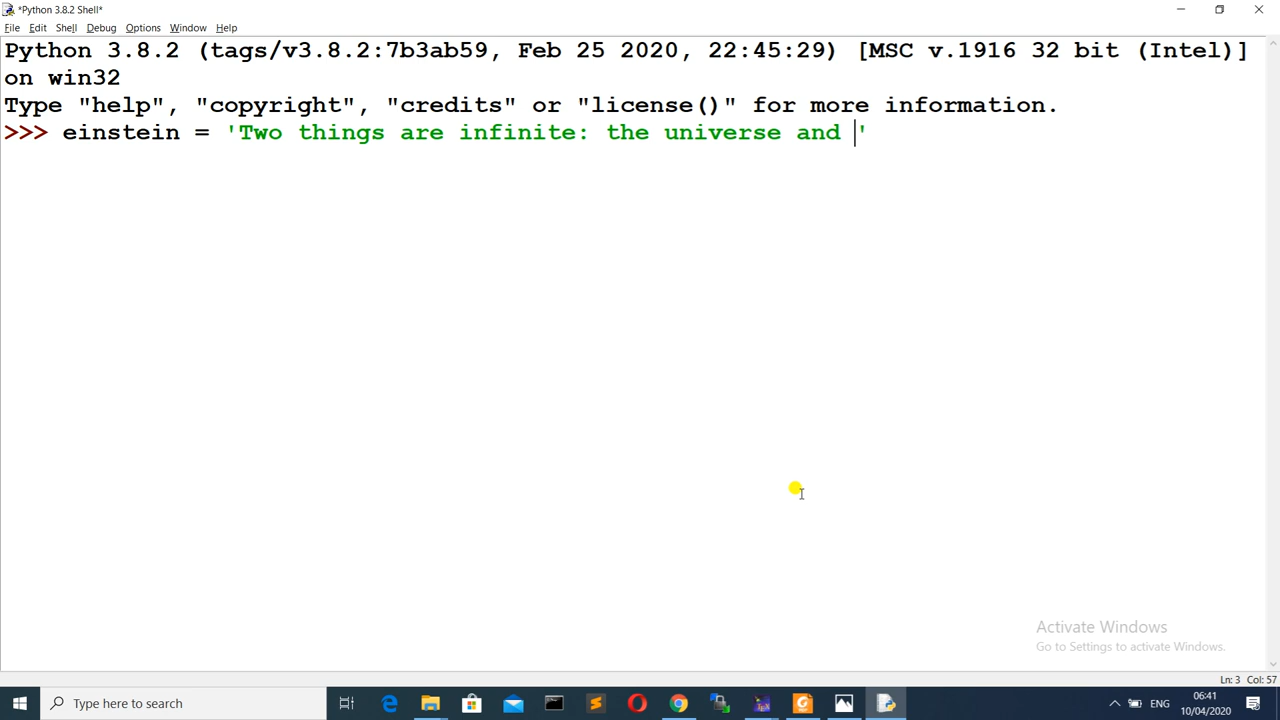 *Python 3.8.2 Shell*
File Edit Shell Debug Options Window Help
Python 3.8.2 (tags/v3.8.2:7b3ab59, Feb 25 2020, 22:45:29) [MSC v.1916 32 bit (Intel)]
on win32
Type "help", "copyright", "credits" or "license()" for more information.
>>> einstein = 'Two things are infinite: the universe and '
Activate Windows
Go to Settings to activate Windows.
Ln: 3 Col: 57
Type here to search
ENG
06:41
10/04/2020